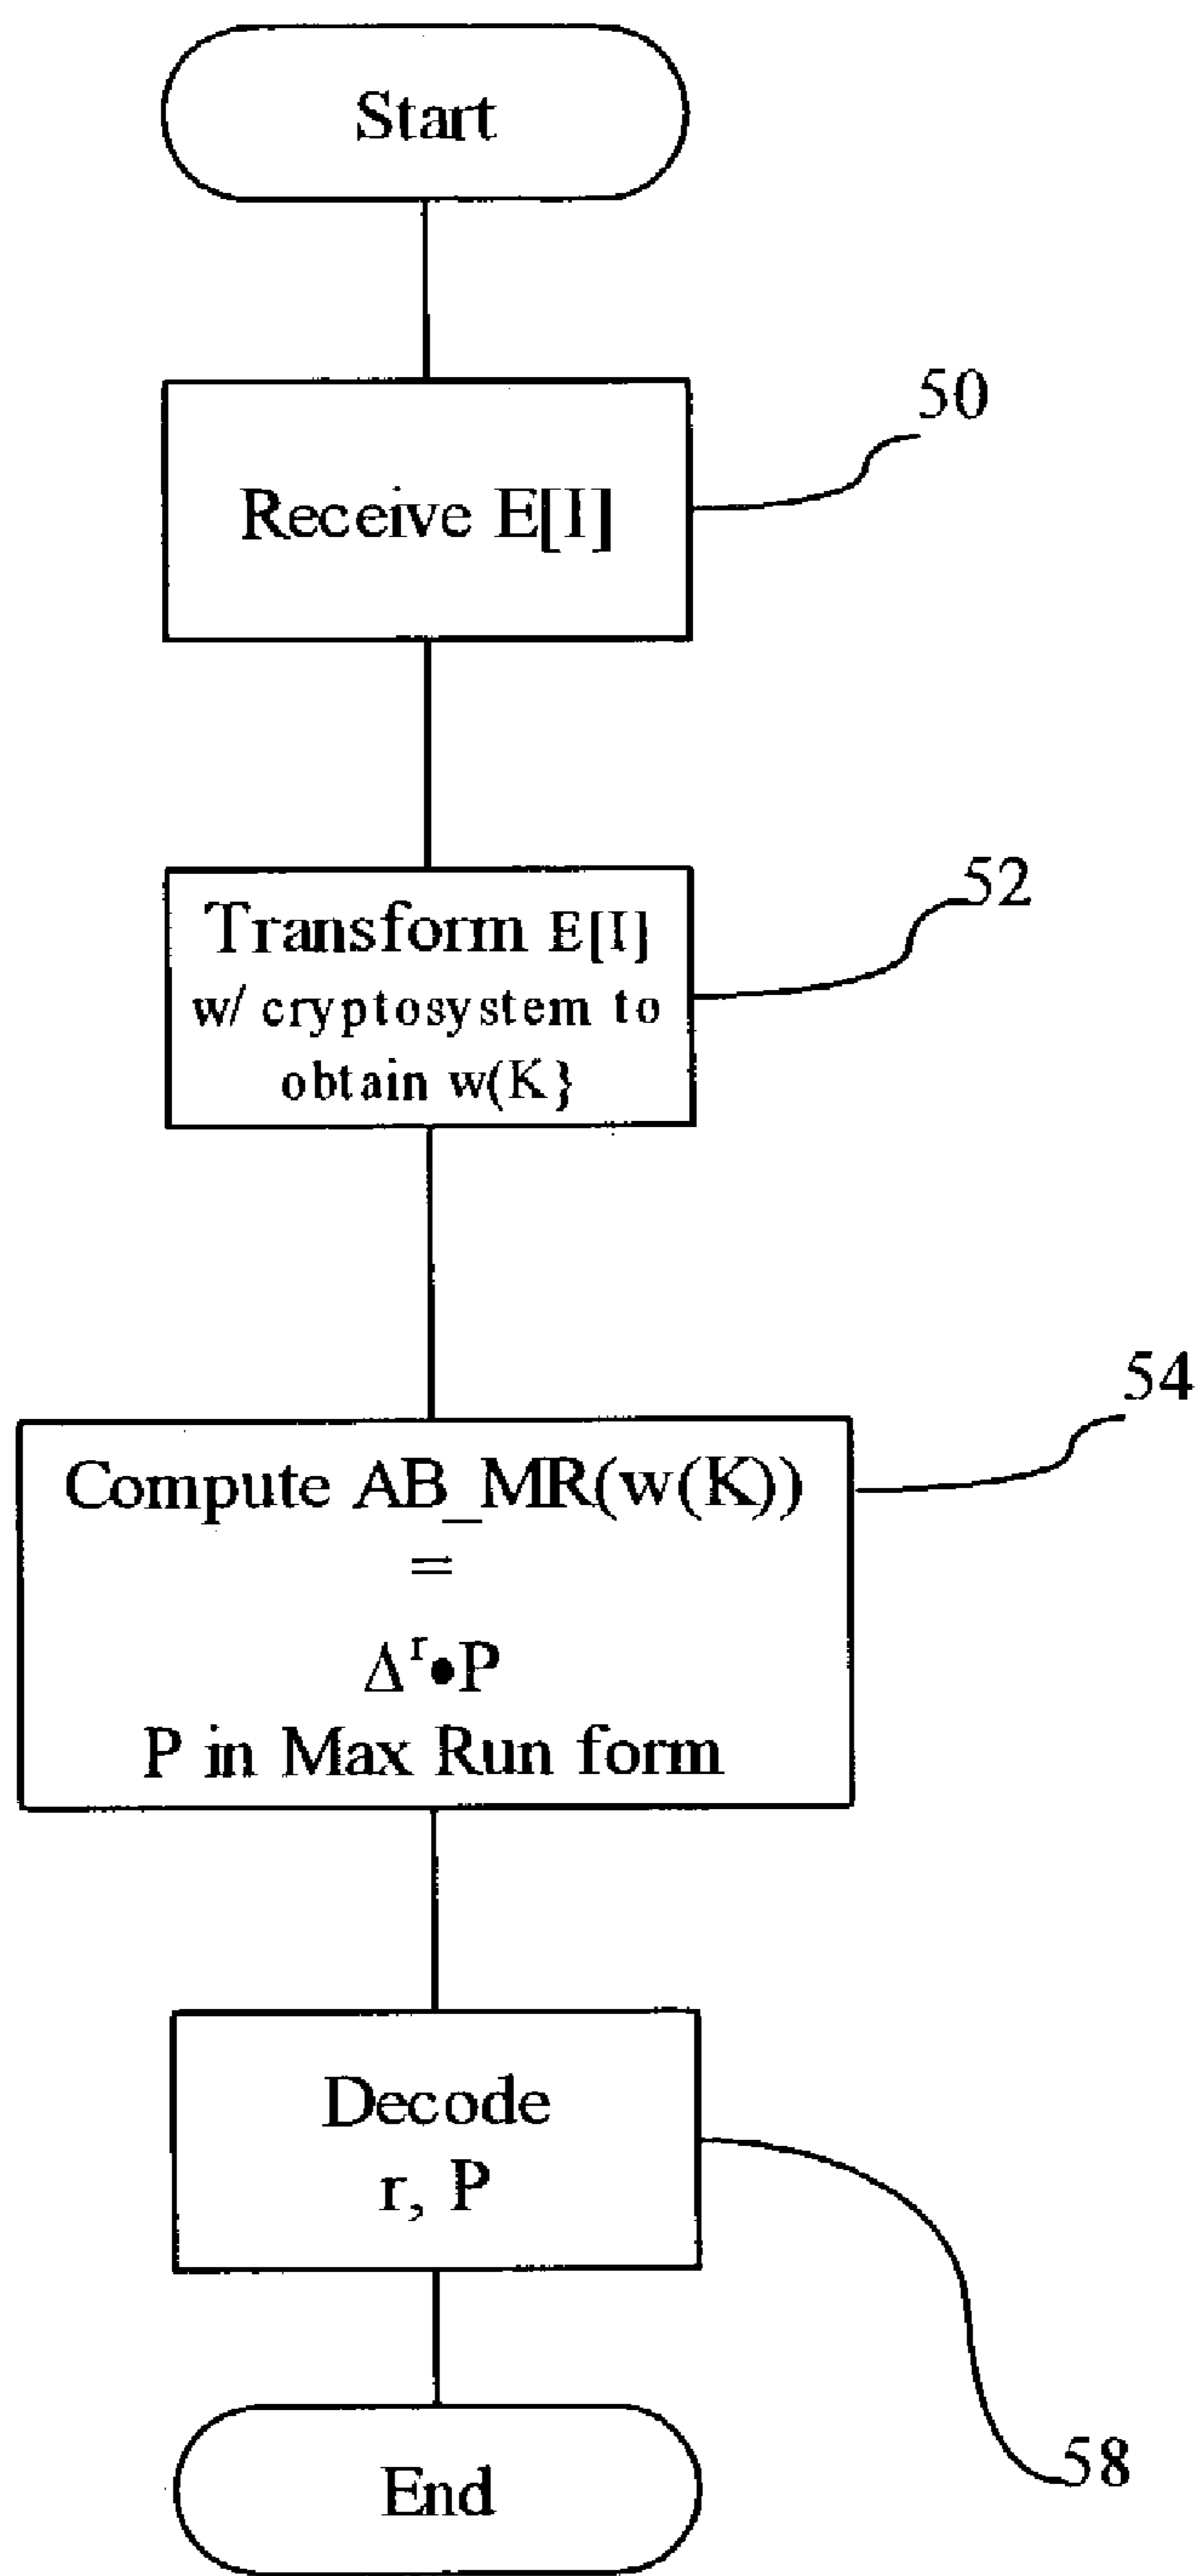 Start
50
Receive E[I]
52
Transform E[I]
w/ cryptosystem to
obtain w(K}
54
Compute AB_MR(w(K))
=
Δʳ•P
P in Max Run form
Decode
r, P
58
End